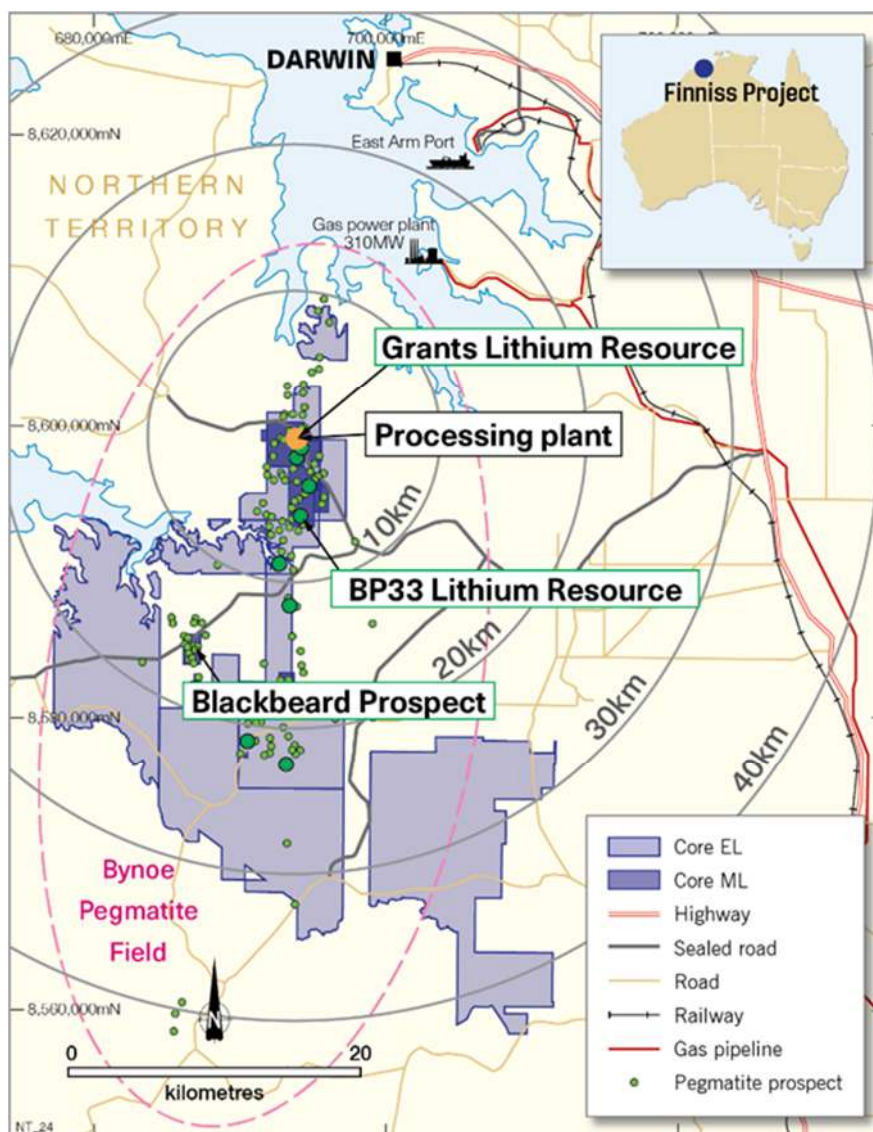 680,000mE
700,000mE
DARWIN
Finniss Project
8,620,000mN
East Arm Port
NORTHERN
TERRITORY
Gas power plant
310MW
Grants Lithium Resource
8,600,000mN
Processing plant
10km
BP33 Lithium Resource
20km
Blackbeard Prospect
30km
40km
Bynoe
Pegmatite
Field
N
8,560,000mN
0 20
kilometres
NT_24
Core EL
Core ML
Highway
Sealed road
Road
Railway
Gas pipeline
Pegmatite prospect